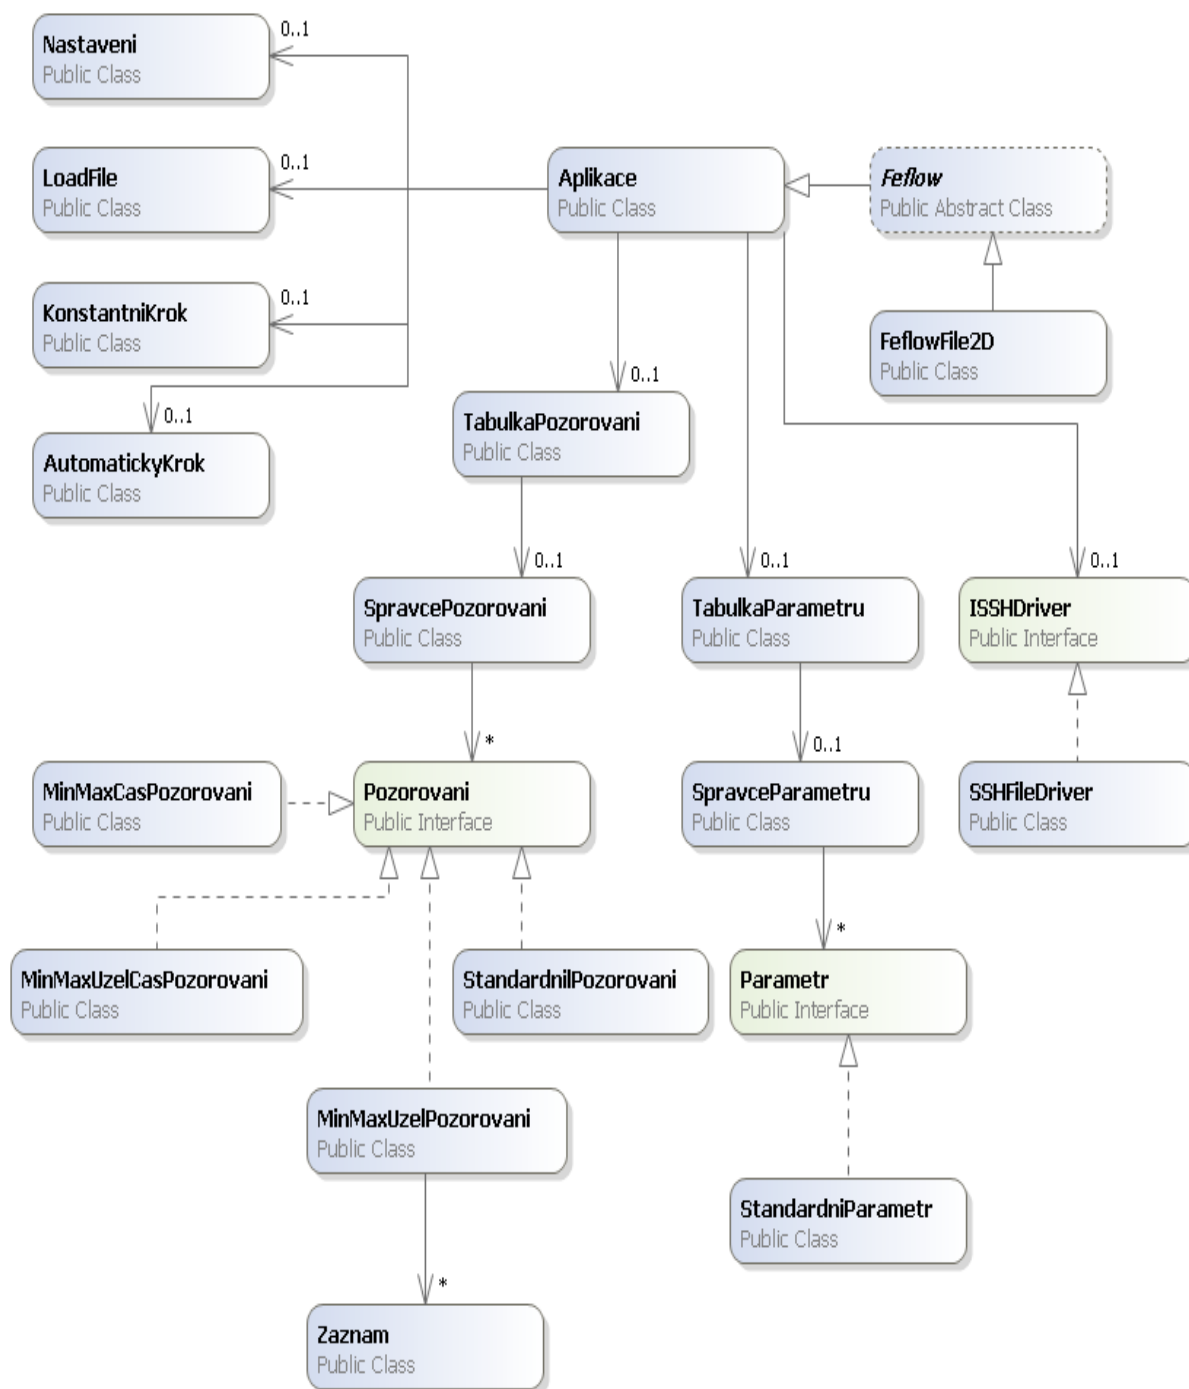 Nastaveni
Public Class
0..1
LoadFile
Public Class
0..1
Aplikace
Public Class
Feflow
Public Abstract Class
KonstantniKrok
Public Class
0..1
FeflowFile2D
Public Class
0..1
AutomatickyKrok
Public Class
0..1
TabulkaPozorovani
Public Class
0..1
SpravcePozorovani
Public Class
0..1
TabulkaParametru
Public Class
0..1
ISSHDriver
Public Interface
*
0..1
MinMaxCasPozorovani
Public Class
Pozorovani
Public Interface
SpravceParametru
Public Class
SSHFileDriver
Public Class
*
MinMaxUzelCasPozorovani
Public Class
StandardnilPozorovani
Public Class
Parametr
Public Interface
MinMaxUzelPozorovani
Public Class
StandardniParametr
Public Class
*
Zaznam
Public Class